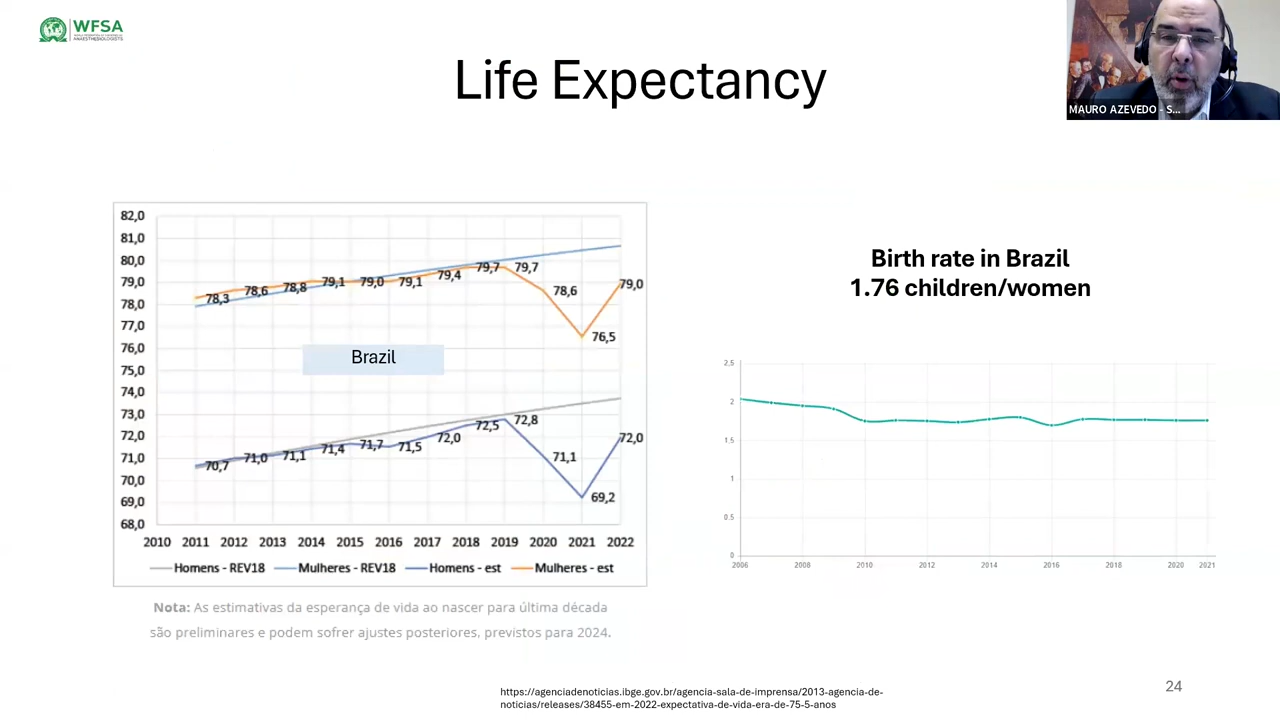 WFSA
Life Expectancy
MAURO AZEVEDO - S...
82,0
81,0
80,0
79,0
78,0
77,0
76,0
75,0
74,0
73,0
72,0
71,0
70,0
69,0
68,0
78,3 78,6 78,8 79,1 79,0 79,1 79,4 79,7 79,7 78,6 76,5 79,0
Brazil
70,7 71,0 71,1 71,4 71,7 71,5 72,0 72,5 72,8 71,1 69,2 72,0
2010 2011 2012 2013 2014 2015 2016 2017 2018 2019 2020 2021 2022
Homens - REV18 Mulheres - REV18 Homens - est Mulheres - est
Nota: As estimativas da esperança de vida ao nascer para última década
são preliminares e podem sofrer ajustes posteriores, previstos para 2024.
Birth rate in Brazil
1.76 children/women
2,5
2
1,5
1
0,5
0
2006 2008 2010 2012 2014 2016 2018 2020 2021
https://agenciadenoticias.ibge.gov.br/agencia-sala-de-imprensa/2013-agencia-de-
noticias/releases/38455-em-2022-expectativa-de-vida-era-de-75-5-anos
24